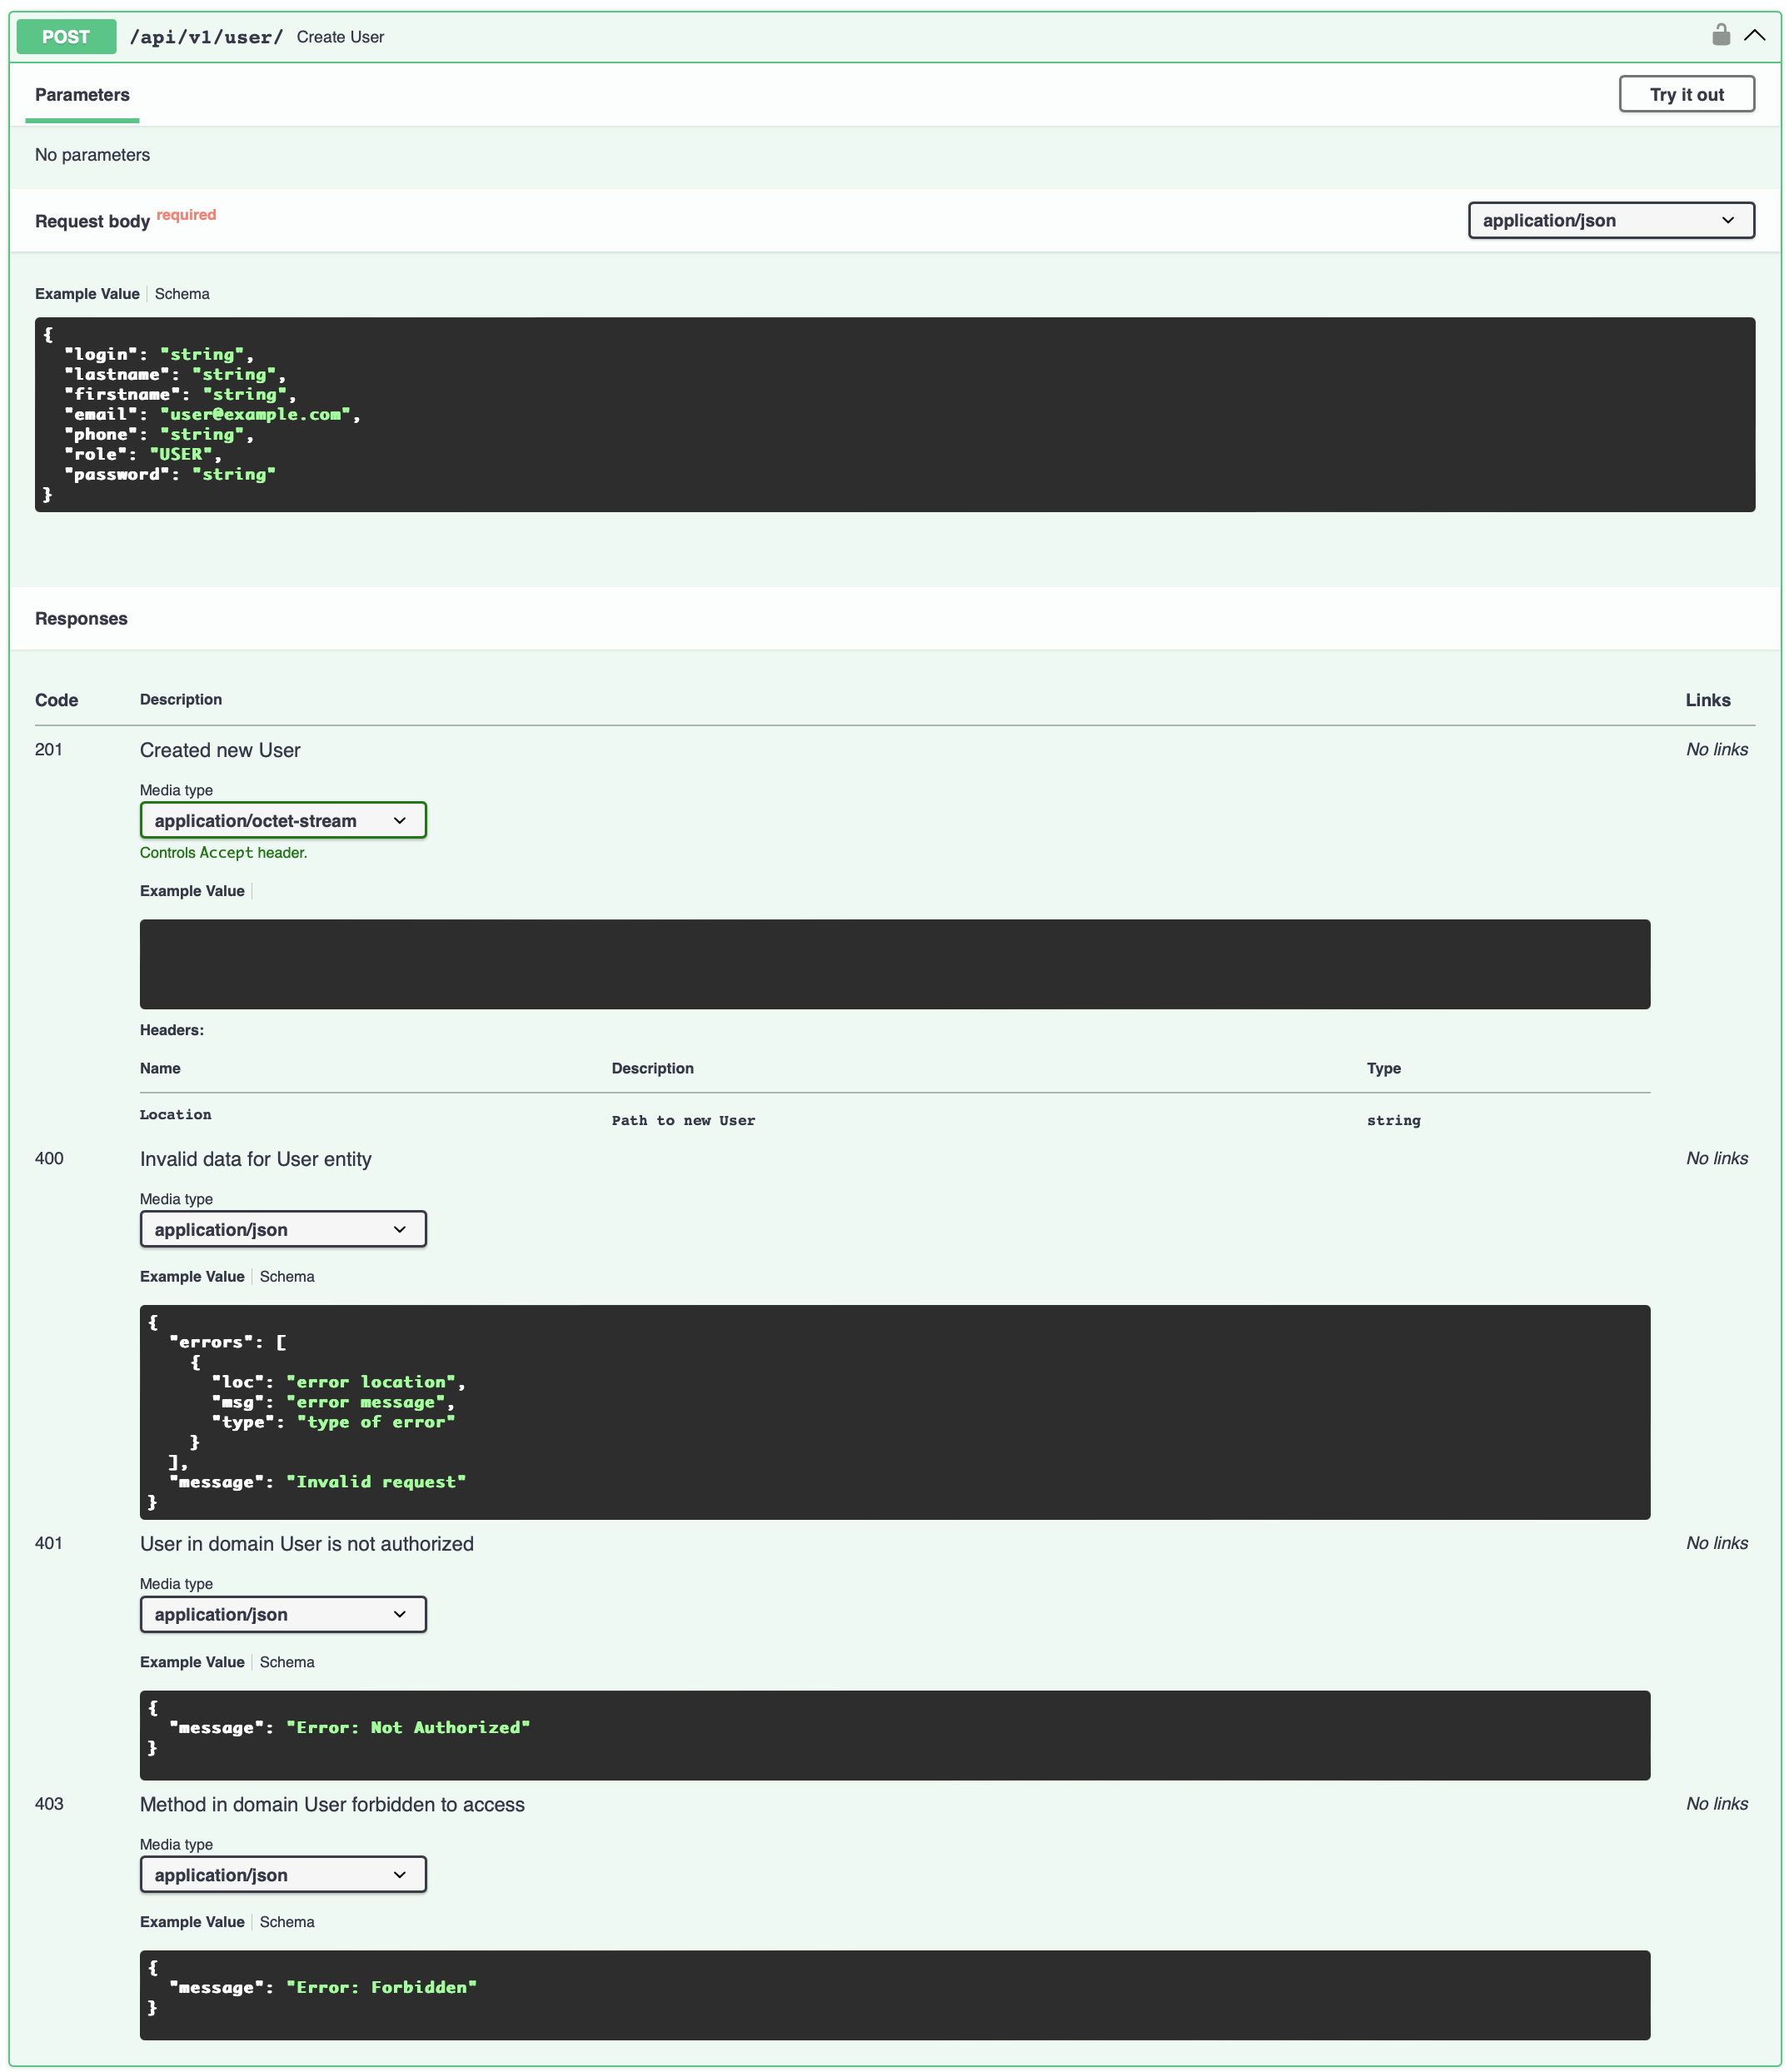 POST /api/v1/user/ Create User
Parameters
Try it out
No parameters
Request body required
application/json
Example Value Schema
{
  "login": "string",
  "lastname": "string",
  "firstname": "string",
  "email": "user@example.com",
  "phone": "string",
  "role": "USER",
  "password": "string"
}
Responses
Code Description Links
201 Created new User No links
Media type
application/octet-stream
Controls Accept header.
Example Value
Headers:
Name Description Type
Location Path to new User string
400 Invalid data for User entity No links
Media type
application/json
Example Value Schema
{
  "errors": [
    {
      "loc": "error location",
      "msg": "error message",
      "type": "type of error"
    }
  ],
  "message": "Invalid request"
}
401 User in domain User is not authorized No links
Media type
application/json
Example Value Schema
{
  "message": "Error: Not Authorized"
}
403 Method in domain User forbidden to access No links
Media type
application/json
Example Value Schema
{
  "message": "Error: Forbidden"
}